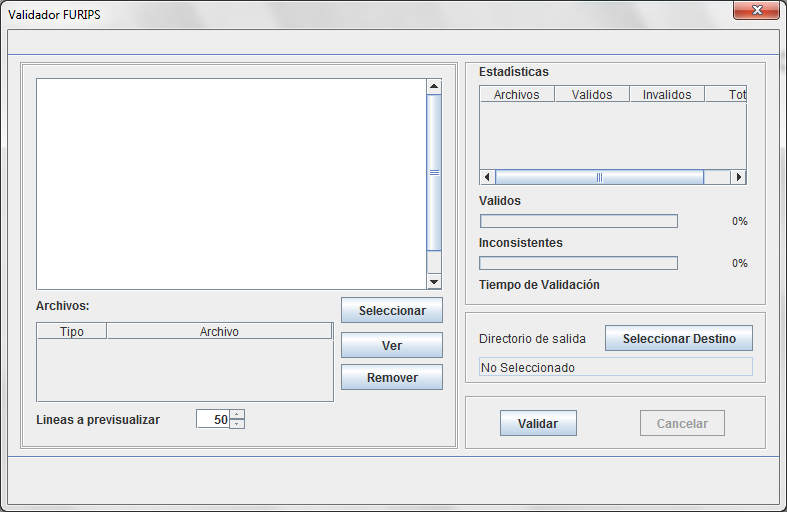 Validador FURIPS
Archivos:
Tipo Archivo
Seleccionar
Ver
Remover
Lineas a previsualizar 50
Estadísticas
Archivos Validos Invalidos Tot
Validos
0%
Inconsistentes
0%
Tiempo de Validación
Directorio de salida Seleccionar Destino
No Seleccionado
Validar Cancelar